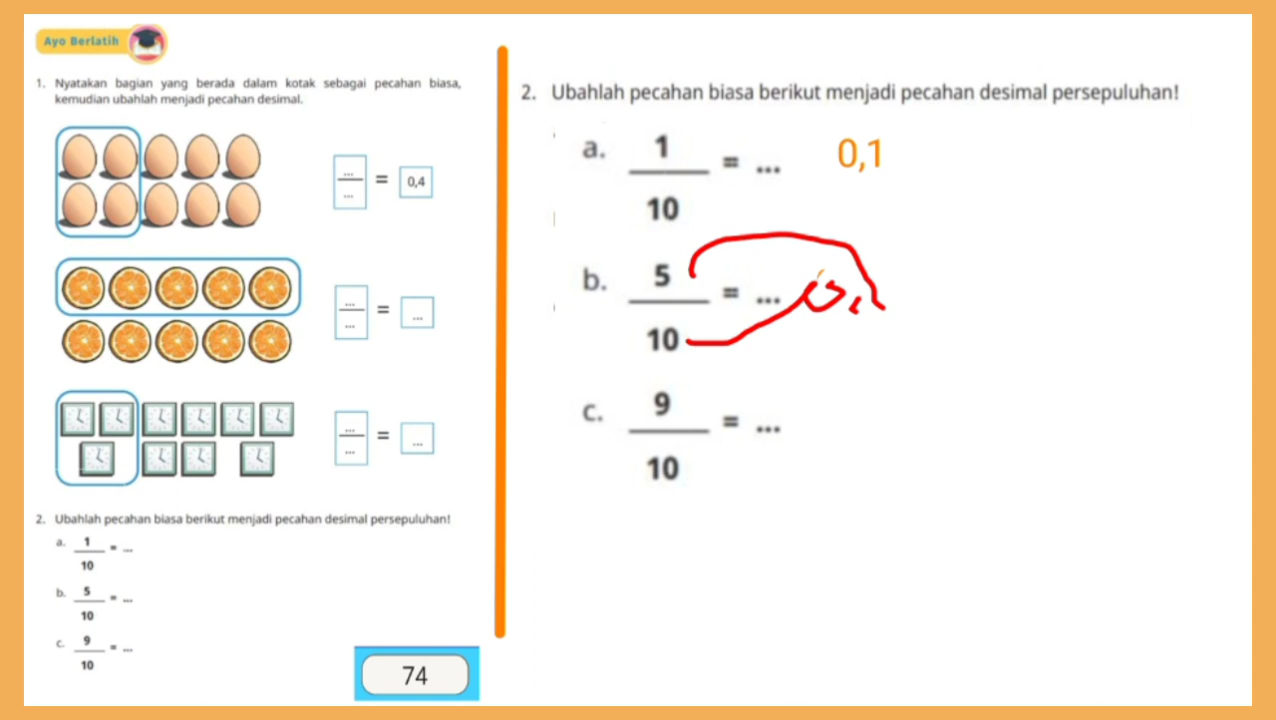 Ayo Berlatih
1. Nyatakan bagian yang berada dalam kotak sebagai pecahan biasa,
kemudian ubahlah menjadi pecahan desimal.
...
... = 0,4
...
... = ...
...
... = ...
2. Ubahlah pecahan biasa berikut menjadi pecahan desimal persepuluhan!
a. 1 = ...
10
b. 5 = ...
10
c. 9 = ...
10
74
2. Ubahlah pecahan biasa berikut menjadi pecahan desimal persepuluhan!
a. 1 = ... 0,1
10
b. 5 = ...
10
c. 9 = ...
10